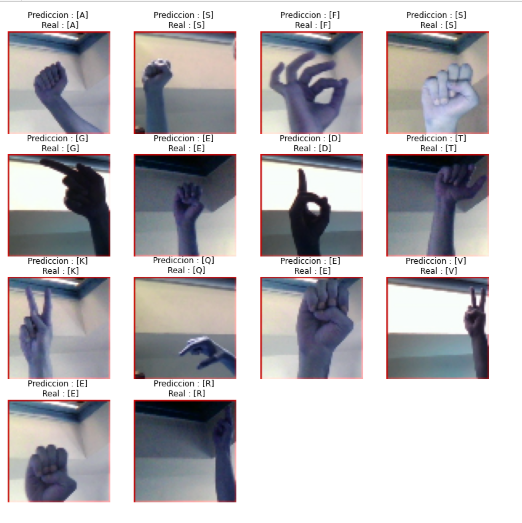 Prediccion : [A]
Real : [A]
Prediccion : [S]
Real : [S]
Prediccion : [F]
Real : [F]
Prediccion : [S]
Real : [S]
Prediccion : [G]
Real : [G]
Prediccion : [E]
Real : [E]
Prediccion : [D]
Real : [D]
Prediccion : [T]
Real : [T]
Prediccion : [K]
Real : [K]
Prediccion : [Q]
Real : [Q]
Prediccion : [E]
Real : [E]
Prediccion : [V]
Real : [V]
Prediccion : [E]
Real : [E]
Prediccion : [R]
Real : [R]